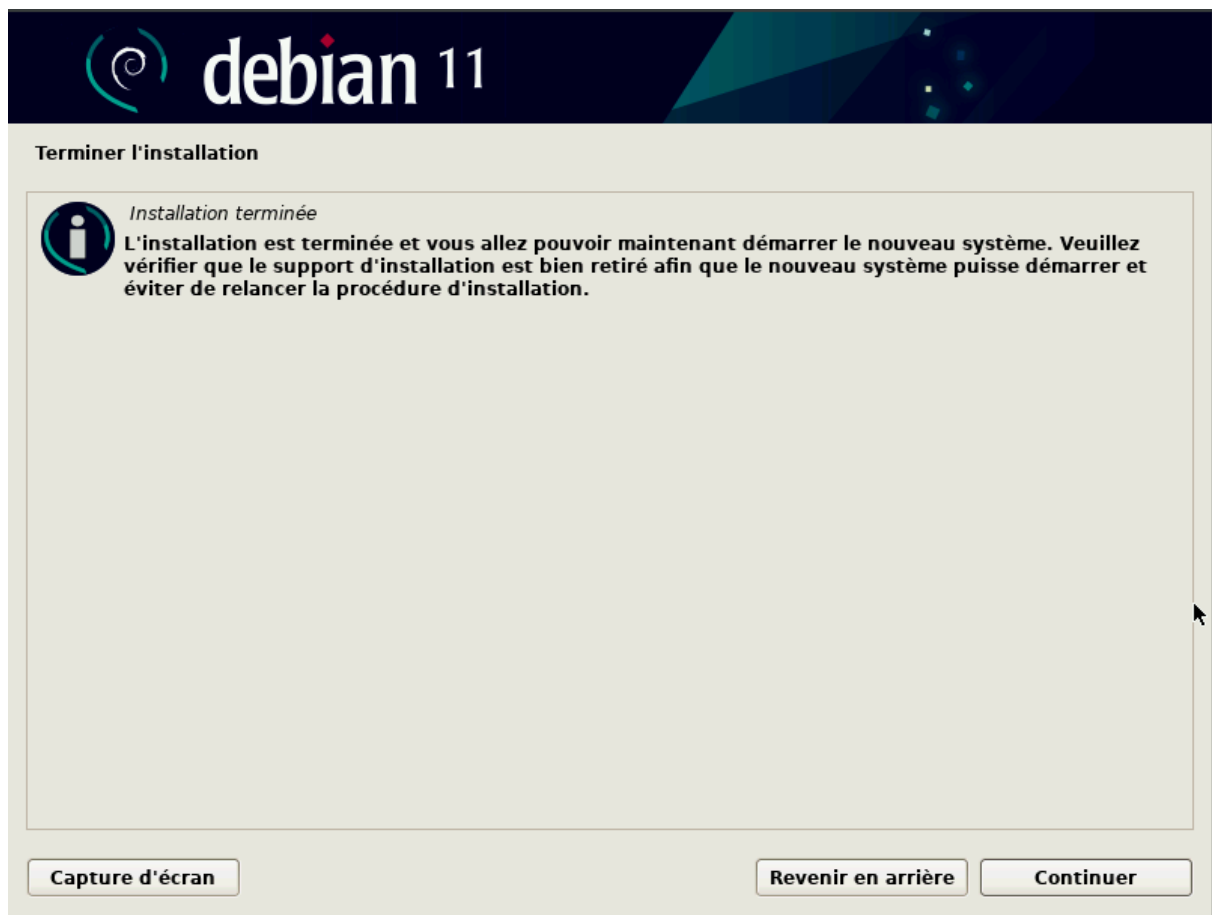 debian 11
Terminer l'installation
Installation terminée
L'installation est terminée et vous allez pouvoir maintenant démarrer le nouveau système. Veuillez
vérifier que le support d'installation est bien retiré afin que le nouveau système puisse démarrer et
éviter de relancer la procédure d'installation.
Capture d'écran
Revenir en arrière
Continuer